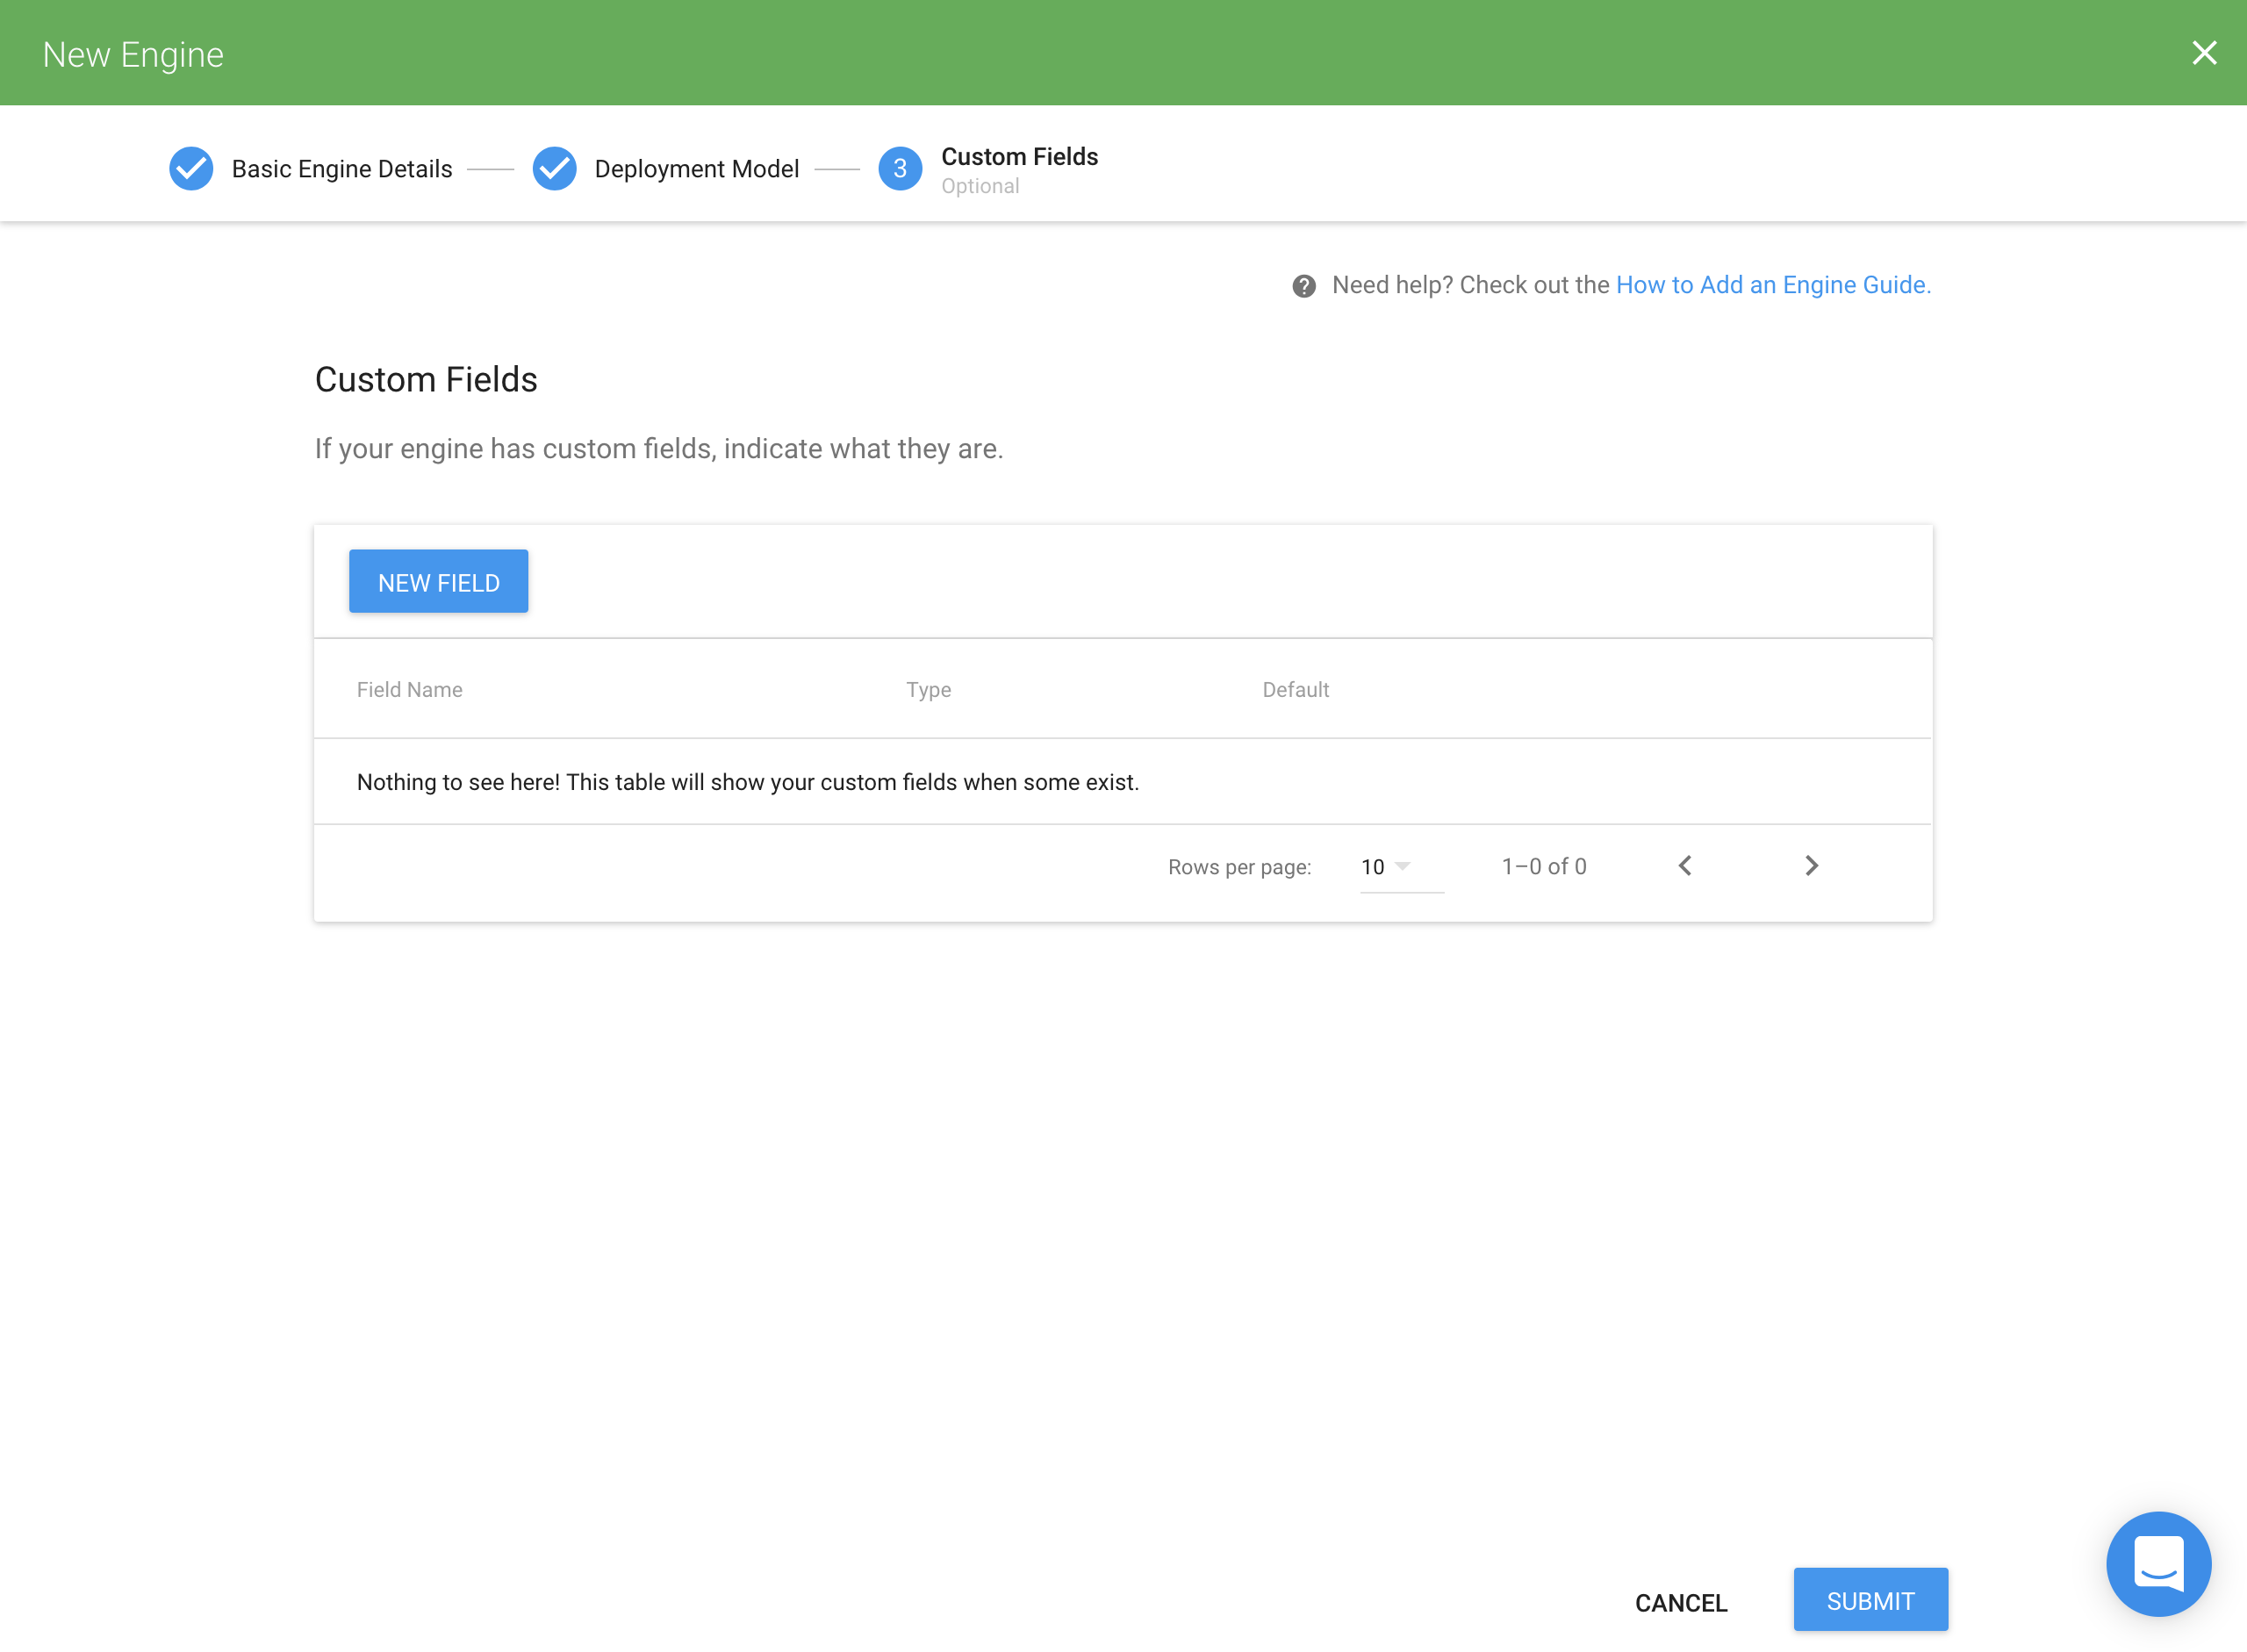 New Engine
Basic Engine Details
Deployment Model
3
Custom Fields
Optional
Need help? Check out the How to Add an Engine Guide.
Custom Fields
If your engine has custom fields, indicate what they are.
NEW FIELD
Field Name Type Default
Nothing to see here! This table will show your custom fields when some exist.
Rows per page: 10 1–0 of 0
CANCEL SUBMIT